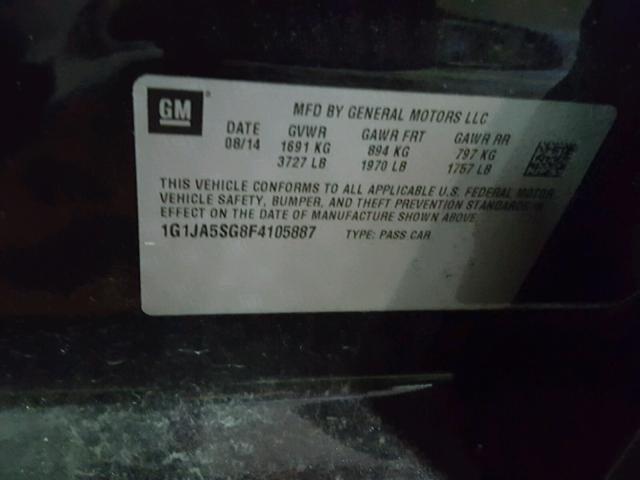 GM®
MFD BY GENERAL MOTORS LLC
DATE GVWR GAWR FRT GAWR RR
08/14 1691 KG 894 KG 797 KG
3727 LB 1970 LB 1757 LB
THIS VEHICLE CONFORMS TO ALL APPLICABLE U.S. FEDERAL MOTOR
VEHICLE SAFETY, BUMPER, AND THEFT PREVENTION STANDARDS IN
EFFECT ON THE DATE OF MANUFACTURE SHOWN ABOVE.
1G1JA5SG8F4105887 TYPE: PASS CAR